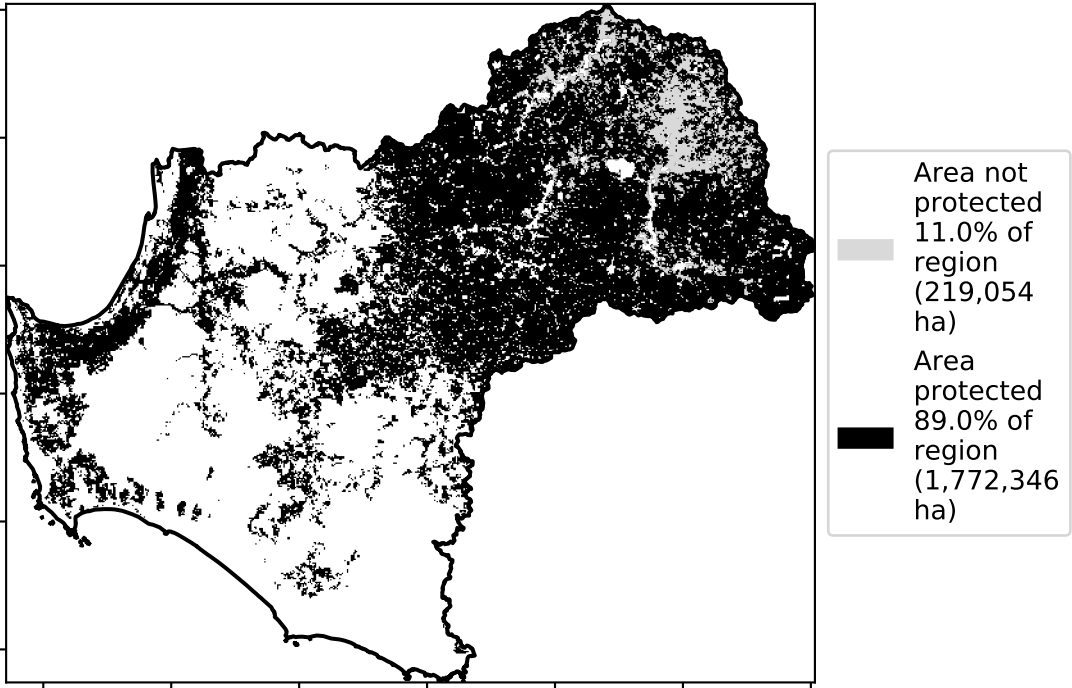 Area not
protected
11.0% of
region
(219,054
ha)
Area
protected
89.0% of
region
(1,772,346
ha)